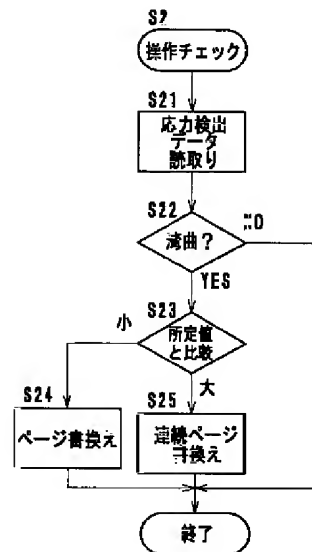 S2
操作チェック
S21
応力検出
データ
読取り
S22
湾曲?
NO
YES
S23
所定値
と比較
小
大
S24
ページ書換え
S25
連続ページ
書換え
終了